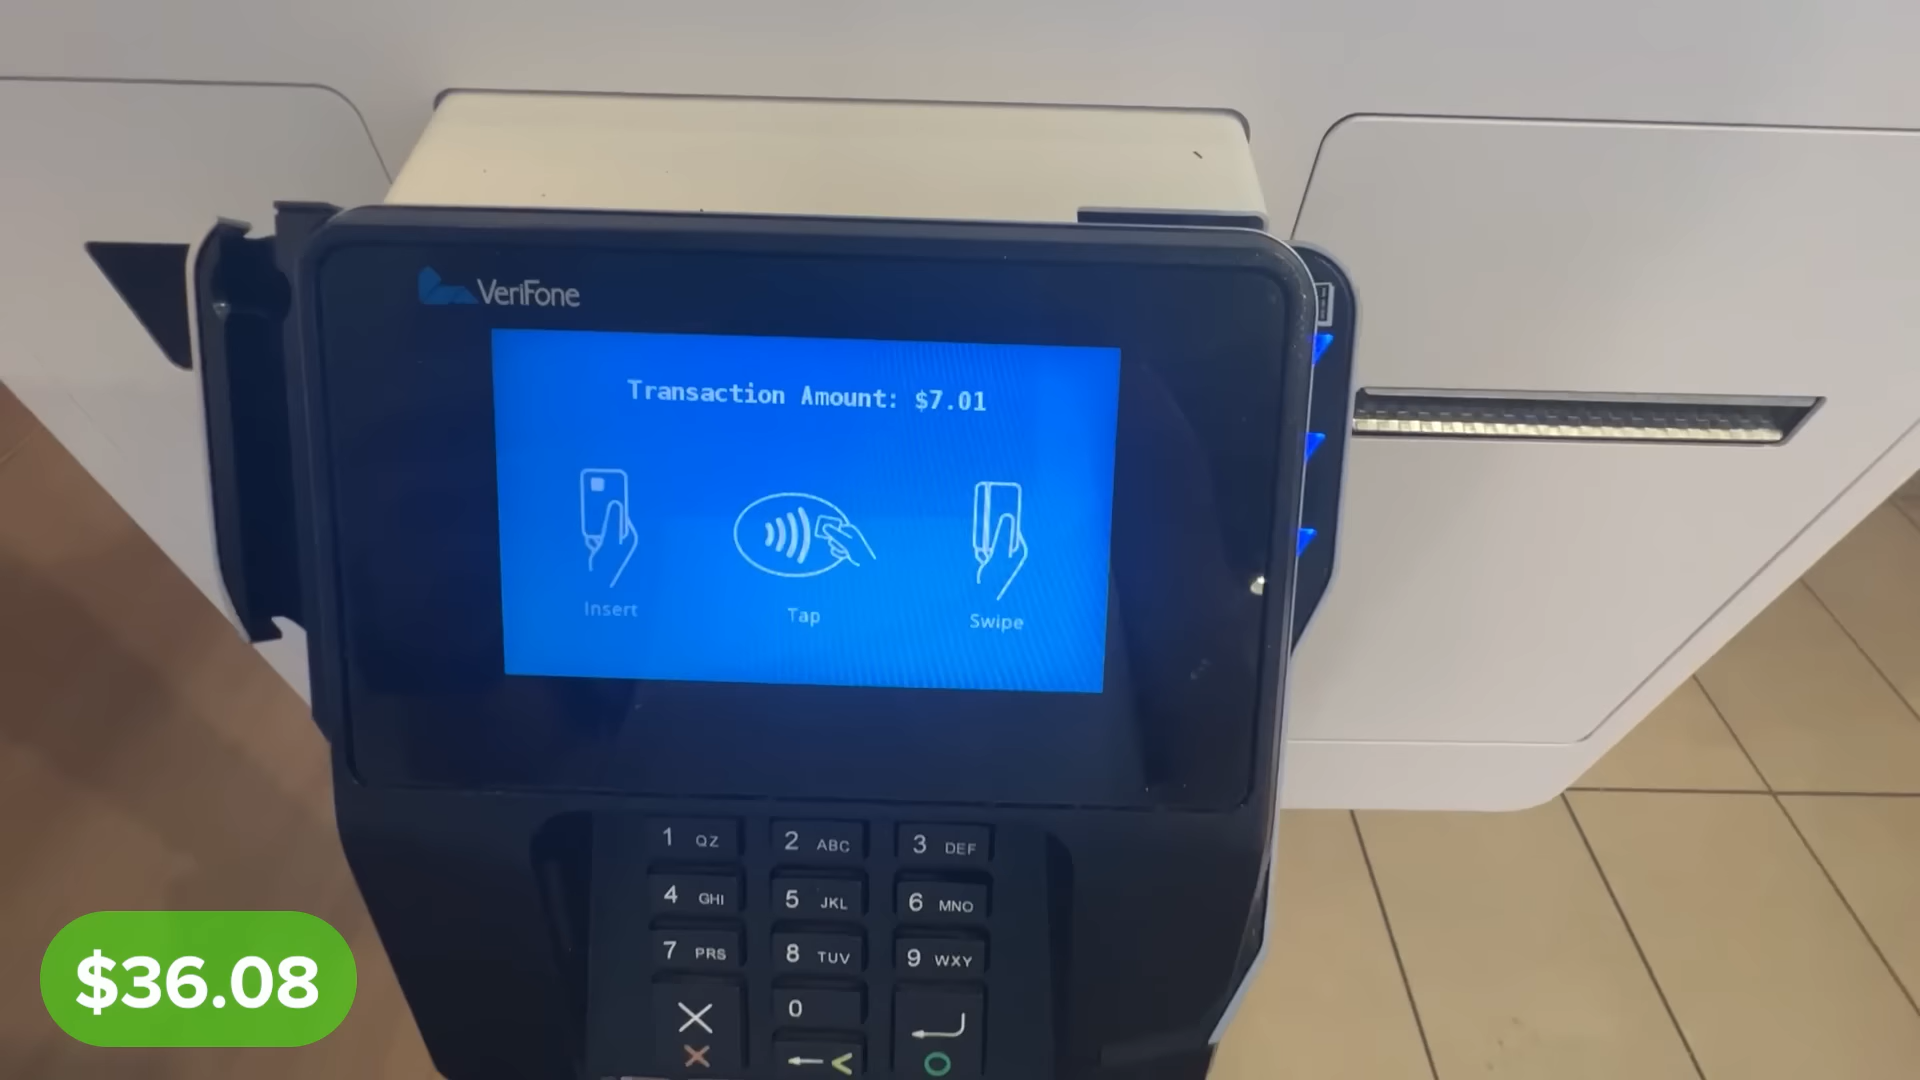 VeriFone
Transaction Amount: $7.01
Insert Tap Swipe
1 QZ 2 ABC 3 DEF
4 GHI 5 JKL 6 MNO
7 PRS 8 TUV 9 WXY
0
$36.08